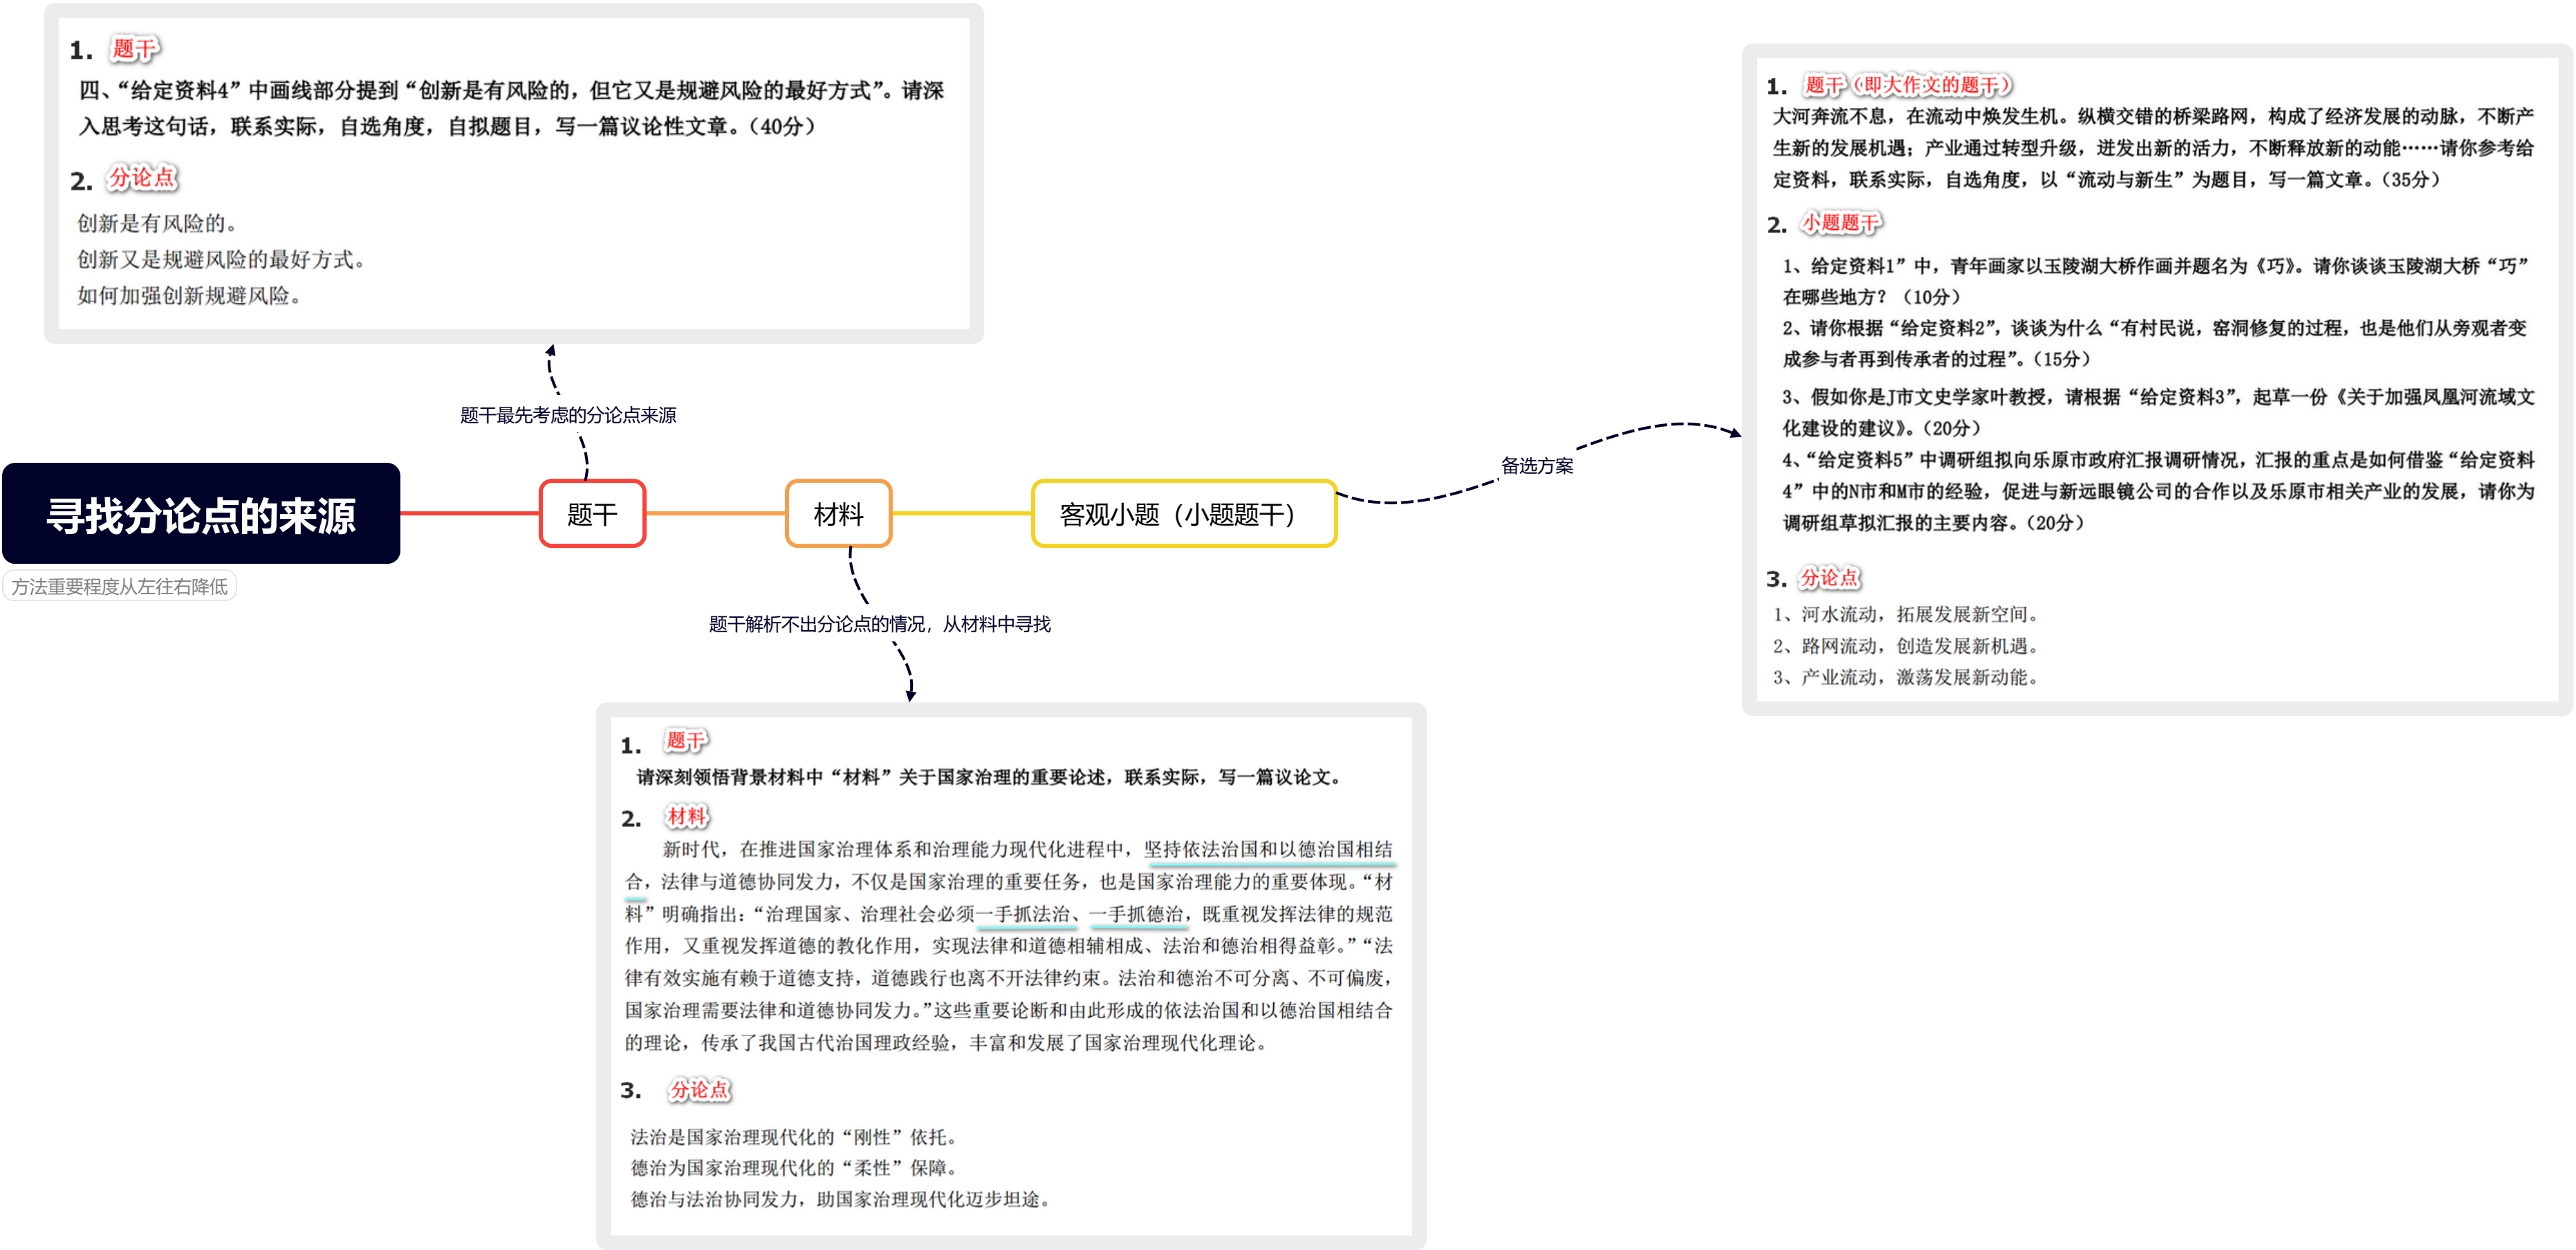 1. 题干
四、“给定资料4”中画线部分提到“创新是有风险的，但它又是规避风险的最好方式”。请深
入思考这句话，联系实际，自选角度，自拟题目，写一篇议论性文章。（40分）
2. 分论点
创新是有风险的。
创新又是规避风险的最好方式。
如何加强创新规避风险。
题干最先考虑的分论点来源
寻找分论点的来源
方法重要程度从左往右降低
题干
材料
客观小题（小题题干）
备选方案
题干解析不出分论点的情况，从材料中寻找
1. 题干
请深刻领悟背景材料中“材料”关于国家治理的重要论述，联系实际，写一篇议论文。
2. 材料
新时代，在推进国家治理体系和治理能力现代化进程中，坚持依法治国和以德治国相结
合，法律与道德协同发力，不仅是国家治理的重要任务，也是国家治理能力的重要体现。“材
料”明确指出：“治理国家、治理社会必须一手抓法治、一手抓德治，既重视发挥法律的规范
作用，又重视发挥道德的教化作用，实现法律和道德相辅相成、法治和德治相得益彰。”“法
律有效实施有赖于道德支持，道德践行也离不开法律约束。法治和德治不可分离、不可偏废，
国家治理需要法律和道德协同发力。”这些重要论断和由此形成的依法治国和以德治国相结合
的理论，传承了我国古代治国理政经验，丰富和发展了国家治理现代化理论。
3. 分论点
法治是国家治理现代化的“刚性”依托。
德治为国家治理现代化的“柔性”保障。
德治与法治协同发力，助国家治理现代化迈步坦途。
1. 题干（即大作文的题干）
大河奔流不息，在流动中焕发生机。纵横交错的桥梁路网，构成了经济发展的动脉，不断产
生新的发展机遇；产业通过转型升级，迸发出新的活力，不断释放新的动能……请你参考给
定资料，联系实际，自选角度，以“流动与新生”为题目，写一篇文章。（35分）
2. 小题题干
1、给定资料1”中，青年画家以玉陵湖大桥作画并题名为《巧》。请你谈谈玉陵湖大桥“巧”
在哪些地方？（10分）
2、请你根据“给定资料2”，谈谈为什么“有村民说，窑洞修复的过程，也是他们从旁观者变
成参与者再到传承者的过程”。（15分）
3、假如你是J市文史学家叶教授，请根据“给定资料3”，起草一份《关于加强凤凰河流域文
化建设的建议》。（20分）
4、“给定资料5”中调研组拟向乐原市政府汇报调研情况，汇报的重点是如何借鉴“给定资料
4”中的N市和M市的经验，促进与新远眼镜公司的合作以及乐原市相关产业的发展，请你为
调研组草拟汇报的主要内容。（20分）
3. 分论点
1、河水流动，拓展发展新空间。
2、路网流动，创造发展新机遇。
3、产业流动，激荡发展新动能。